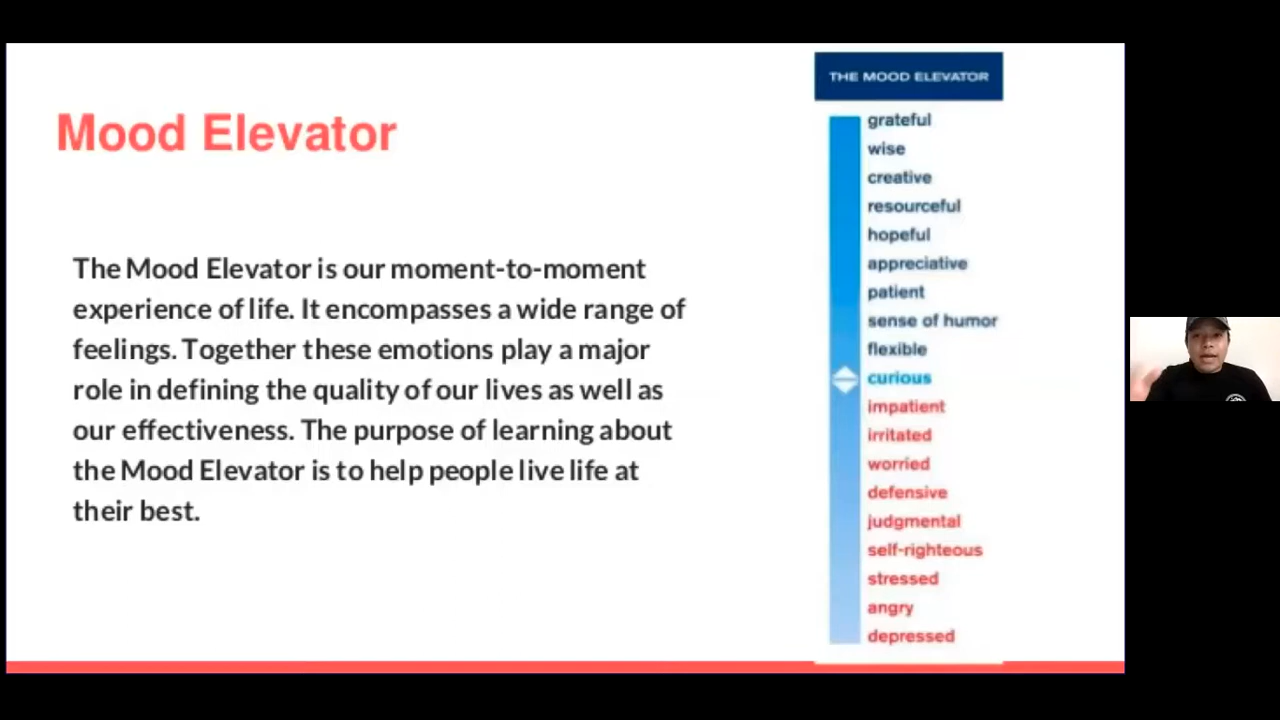 Mood Elevator
The Mood Elevator is our moment-to-moment
experience of life. It encompasses a wide range of
feelings. Together these emotions play a major
role in defining the quality of our lives as well as
our effectiveness. The purpose of learning about
the Mood Elevator is to help people live life at
their best.
THE MOOD ELEVATOR
grateful
wise
creative
resourceful
hopeful
appreciative
patient
sense of humor
flexible
curious
impatient
irritated
worried
defensive
judgmental
self-righteous
stressed
angry
depressed